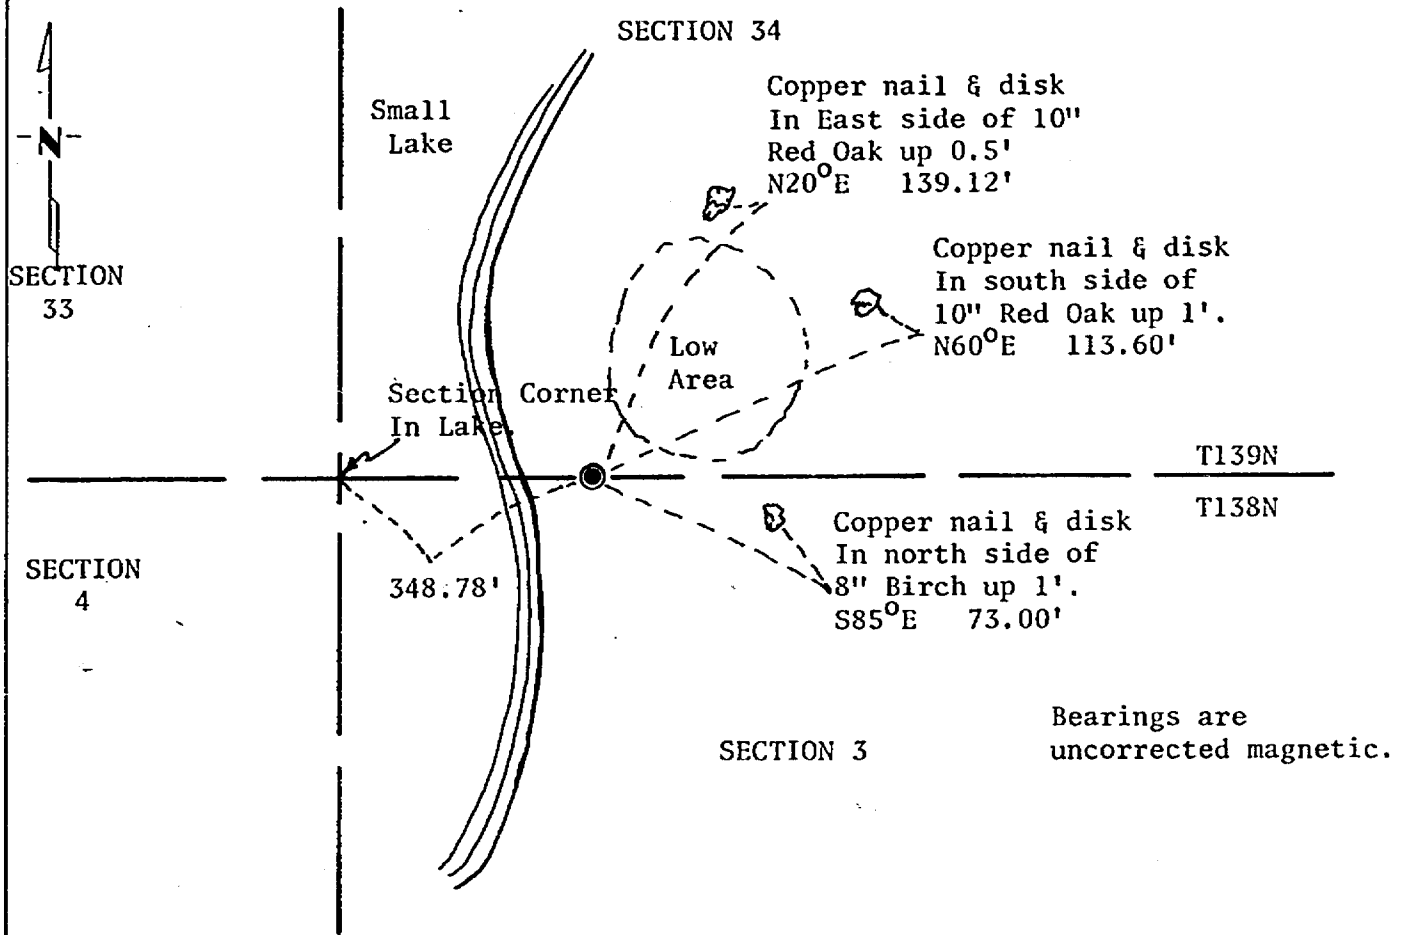 SECTION 34
Copper nail & disk
In East side of 10"
Red Oak up 0.5'
N20°E 139.12'
Small
Lake
-N-
SECTION
33
Copper nail & disk
In south side of
10" Red Oak up 1'.
N60°E 113.60'
Low
Area
Section Corner
In Lake.
T139N
T138N
Copper nail & disk
In north side of
8" Birch up 1'.
S85°E 73.00'
348.78'
SECTION
4
SECTION 3
Bearings are
uncorrected magnetic.